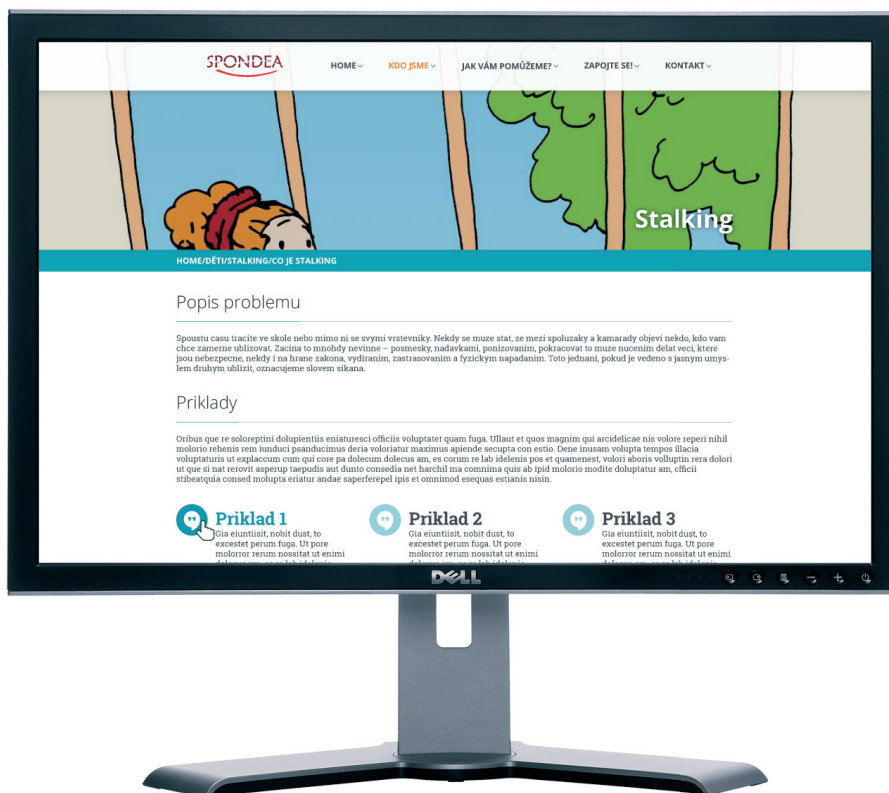 SPONDEA
HOME
KDO JSME
JAK VÁM POMŮŽEME?
ZAPOJTE SE!
KONTAKT
Stalking
HOME/DĚTI/STALKING/CO JE STALKING
Popis problemu
Spoustu casu tracite ve skole nebo mimo ni se svymi vrstevniky. Nekdy se muze stat, ze mezi spoluzaky a kamarady objevi nekdo, kdo vam
chce zamerne ublizovat. Zacina to mnohdy nevinne – posmesky, nadavkami, ponizovanim, pokracovat to muze nucenim delat veci, ktere
jsou nebezpecne, nekdy i na hrane zakona, vydiranim, zastrasovanim a fyzickym napadanim. Toto jednani, pokud je vedeno s jasnym umys-
lem druhym ublizit, oznacujeme slovem sikana.
Priklady
Oribus que re soloreptini dolupientiis eniaturesci officiis voluptatet quam fuga. Ullaut et quos magnim qui arcidelicae nis volore reperi nihil
molorio rehenis rem iunduci psanducimus deria voloriatur maximus apiende secupta con estio. Dene inusam volupta tempos illacia
voluptaturis ut explaccum cum qui core pa dolecum dolecus am, es corum re lab idelenis pos et quamenest, volori aboris volluptin rera dolori
ut que si nat rerovit asperup taepudis aut dunto consedia net harchil ma comnima quis ab ipid molorio modite doluptatur am, officii
stibeatquia consed molupta eriatur andae saperferepel ipis et omnimod esequas estianis nisin.
Priklad 1
Gia euntiisit, nobit dust, to
excestet perum fuga. Ut pore
molorror rerum nossitat ut enimi
Priklad 2
Gia euntiisit, nobit dust, to
excestet perum fuga. Ut pore
molorror rerum nossitat ut enimi
Priklad 3
Gia euntiisit, nobit dust, to
excestet perum fuga. Ut pore
molorror rerum nossitat ut enimi
DELL